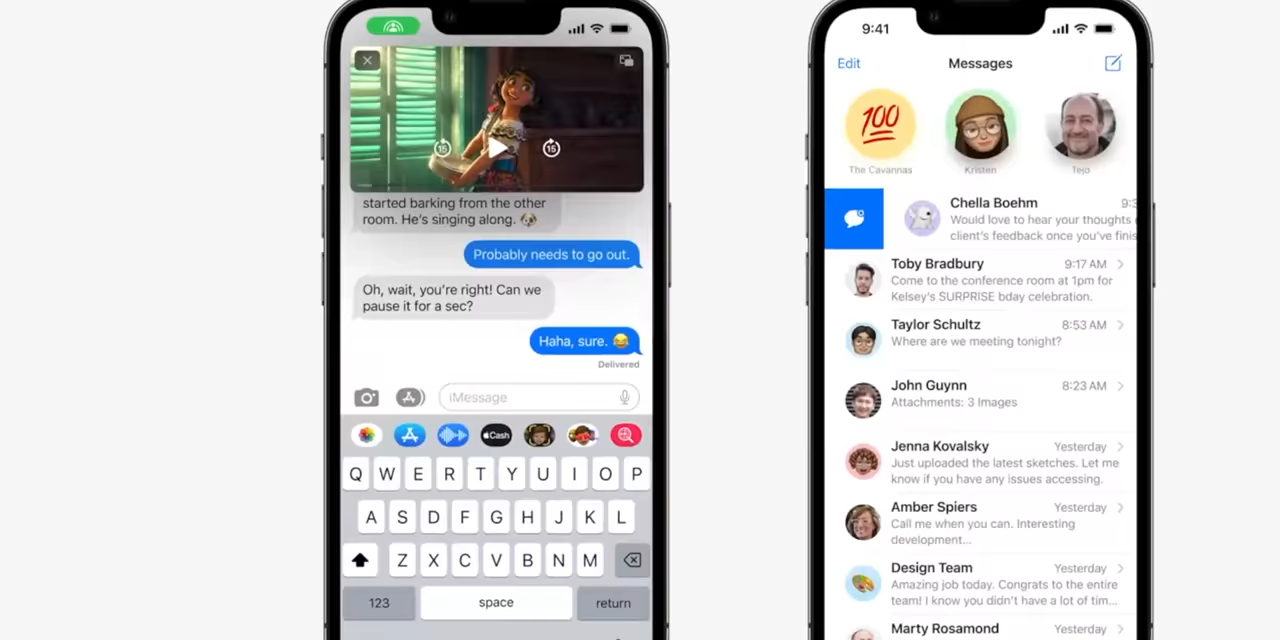 15
15
started barking from the other
room. He's singing along. 🐶
Probably needs to go out.
Oh, wait, you're right! Can we
pause it for a sec?
Haha, sure. 😂
Delivered
iMessage
Cash
Q W E R T Y U I O P
A S D F G H J K L
Z X C V B N M
123 space return
9:41
Edit Messages
100
The Cavannas Kristen Tejo
Chella Boehm 9:3
Would love to hear your thoughts
client's feedback once you've finis
Toby Bradbury 9:17 AM
Come to the conference room at 1pm for
Kelsey's SURPRISE bday celebration.
Taylor Schultz 8:53 AM
Where are we meeting tonight?
John Guynn 8:23 AM
Attachments: 3 Images
Jenna Kovalsky Yesterday
Just uploaded the latest sketches. Let me
know if you have any issues accessing.
Amber Spiers Yesterday
Call me when you can. Interesting
development...
Design Team Yesterday
Amazing job today. Congrats to the entire
team! I know you didn't have a lot of tim...
Marty Rosamond Yesterday